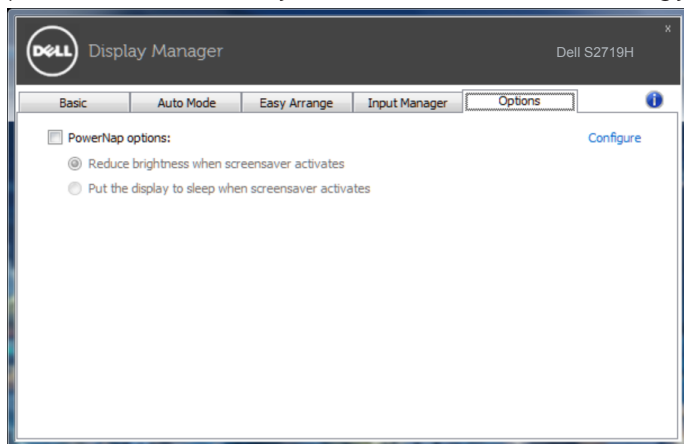 x
DELL Display Manager Dell S2719H
Basic Auto Mode Easy Arrange Input Manager Options i
PowerNap options: Configure
Reduce brightness when screensaver activates
Put the display to sleep when screensaver activates